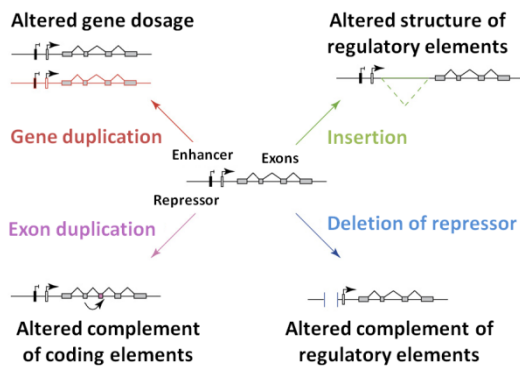 Altered gene dosage
Altered structure of
regulatory elements
Gene duplication
Insertion
Enhancer
Exons
Repressor
Exon duplication
Deletion of repressor
Altered complement
of coding elements
Altered complement of
regulatory elements